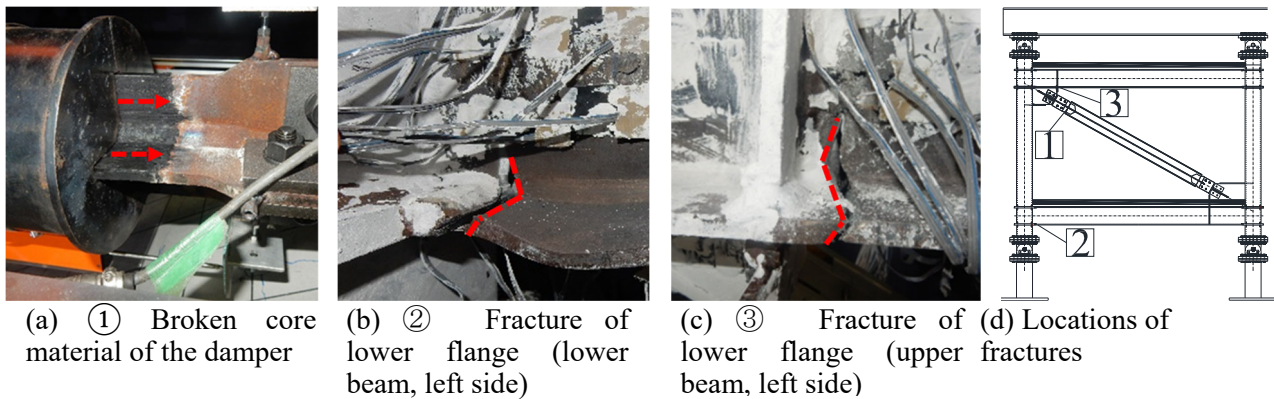 3
1
2
(a) ① Broken core
material of the damper
(b) ② Fracture of
lower flange (lower
beam, left side)
(c) ③ Fracture of
lower flange (upper
beam, left side)
(d) Locations of
fractures